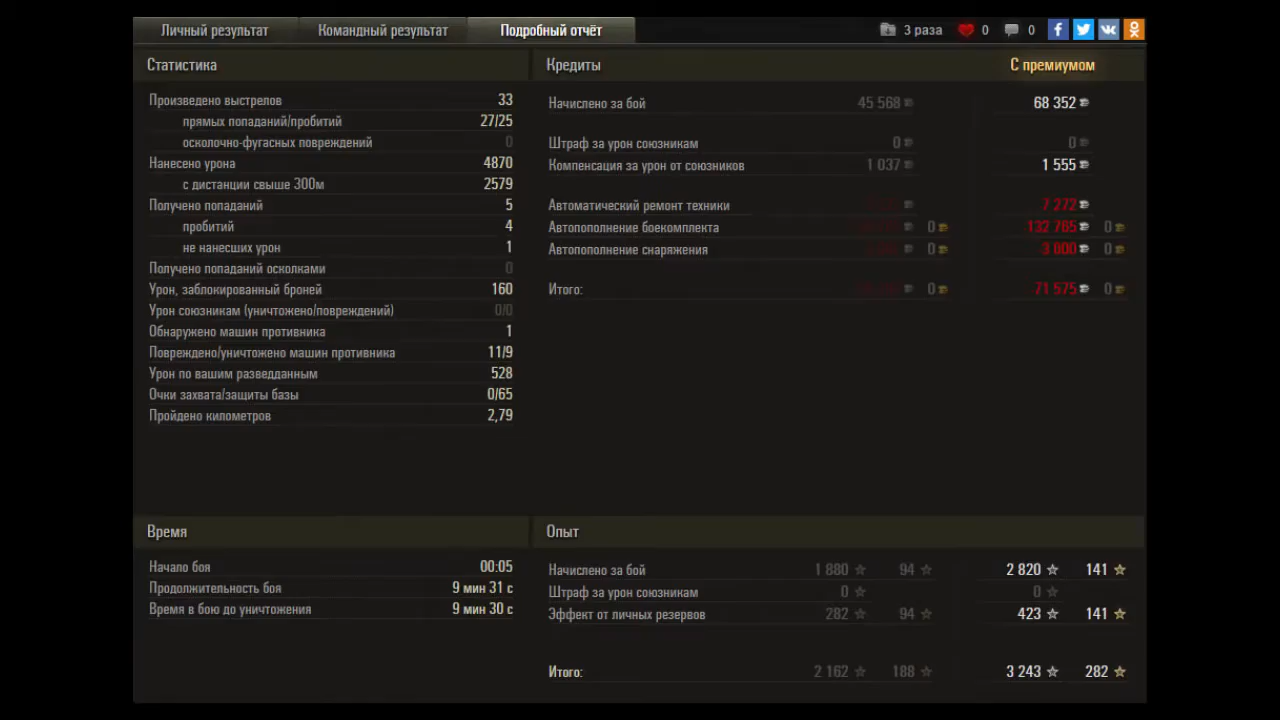 Личный результат Командный результат Подробный отчёт 3 раза 0 0
Статистика
Произведено выстрелов 33
прямых попаданий/пробитий 27/25
осколочно-фугасных повреждений 0
Нанесено урона 4870
с дистанции свыше 300м 2579
Получено попаданий 5
пробитий 4
не нанесших урон 1
Получено попаданий осколками 0
Урон, заблокированный броней 160
Урон союзникам (уничтожено/повреждений) 0/0
Обнаружено машин противника 1
Повреждено/уничтожено машин противника 11/9
Урон по вашим разведданным 528
Очки захвата/защиты базы 0/65
Пройдено километров 2,79
Кредиты С премиумом
Начислено за бой 45 568 68 352
Штраф за урон союзникам 0 0
Компенсация за урон от союзников 1 037 1 555
Автоматический ремонт техники 7 272
Автопополнение боекомплекта 0 132 765 0
Автопополнение снаряжения 0 3 000 0
Итого: 0 71 575 0
Время
Начало боя 00:05
Продолжительность боя 9 мин 31 с
Время в бою до уничтожения 9 мин 30 с
Опыт
Начислено за бой 1 880 94 2 820 141
Штраф за урон союзникам 0 0
Эффект от личных резервов 282 94 423 141
Итого: 2 162 188 3 243 282